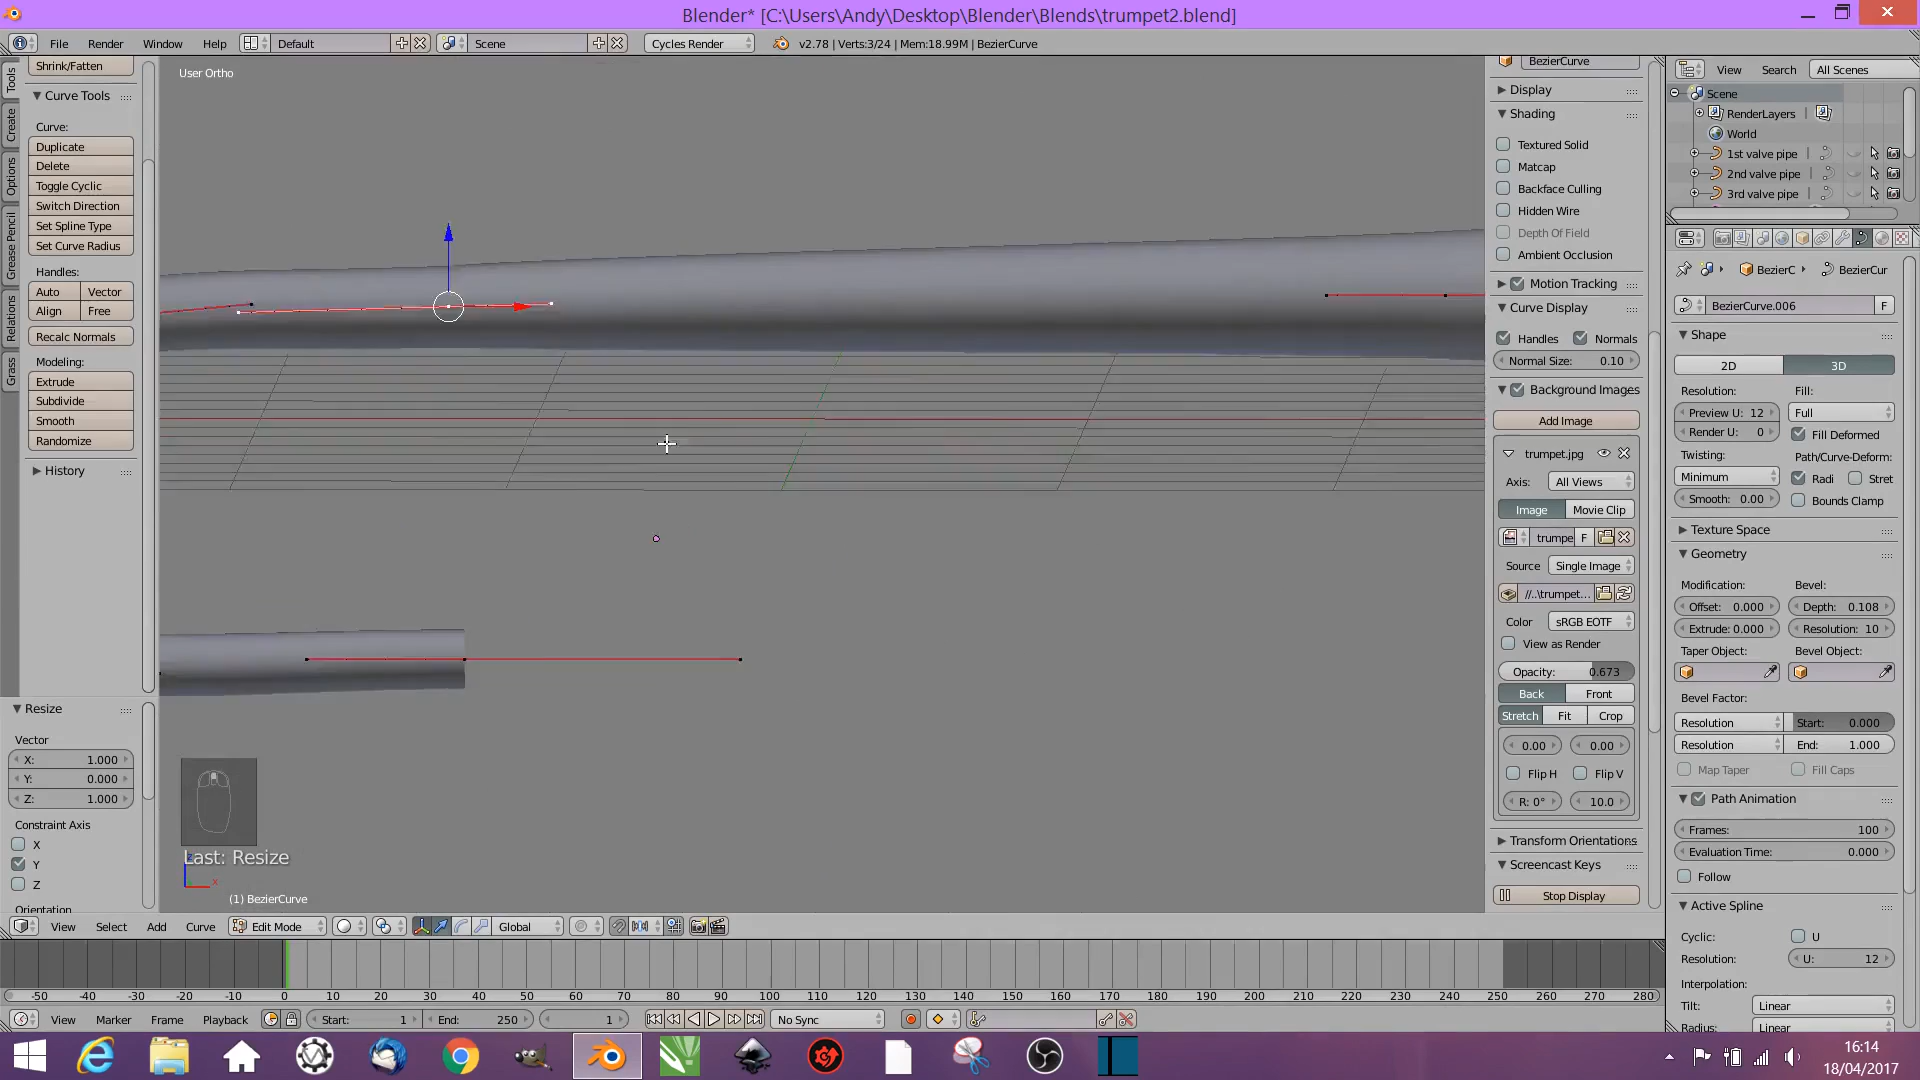 Blender* [C:\Users\Andy\Desktop\Blender\Blends\trumpet2.blend]
File Render Window Help Default Scene Cycles Render v2.78 | Verts:3/24 | Mem:18.99M | BezierCurve
Tools
Create
Options
Grease Pencil
Relations
Grass
Shrink/Fatten
Curve Tools
Curve:
Duplicate
Delete
Toggle Cyclic
Switch Direction
Set Spline Type
Set Curve Radius
Handles:
Auto Vector
Align Free
Recalc Normals
Modeling:
Extrude
Subdivide
Smooth
Randomize
History
Resize
Vector
X: 1.000
Y: 0.000
Z: 1.000
Constraint Axis
X
Y
Z
Orientation
User Ortho
Last: Resize
z
x
(1) BezierCurve
BezierCurve
Display
Shading
Textured Solid
Matcap
Backface Culling
Hidden Wire
Depth Of Field
Ambient Occlusion
Motion Tracking
Curve Display
Handles Normals
Normal Size: 0.10
Background Images
Add Image
trumpet.jpg
Axis: All Views
Image Movie Clip
trumpe F
Source Single Image
//..\trumpet...
Color sRGB EOTF
View as Render
Opacity: 0.673
Back Front
Stretch Fit Crop
0.00 0.00
Flip H Flip V
R: 0° 10.0
Transform Orientations
Screencast Keys
Stop Display
View Search All Scenes
Scene
RenderLayers
World
1st valve pipe
2nd valve pipe
3rd valve pipe
BezierC BezierCur
BezierCurve.006 F
Shape
2D 3D
Resolution: Fill:
Preview U: 12 Full
Render U: 0 Fill Deformed
Twisting: Path/Curve-Deform:
Minimum Radi Stret
Smooth: 0.00 Bounds Clamp
Texture Space
Geometry
Modification: Bevel:
Offset: 0.000 Depth: 0.108
Extrude: 0.000 Resolution: 10
Taper Object: Bevel Object:
Bevel Factor:
Resolution Start: 0.000
Resolution End: 1.000
Map Taper Fill Caps
Path Animation
Frames: 100
Evaluation Time: 0.000
Follow
Active Spline
Cyclic: U
Resolution: U: 12
Interpolation:
Tilt: Linear
Radius: Linear
View Select Add Curve Edit Mode Global
-50 -40 -30 -20 -10 0 10 20 30 40 50 60 70 80 90 100 110 120 130 140 150 160 170 180 190 200 210 220 230 240 250 260 270 280
View Marker Frame Playback Start: 1 End: 250 1 No Sync
16:14
18/04/2017